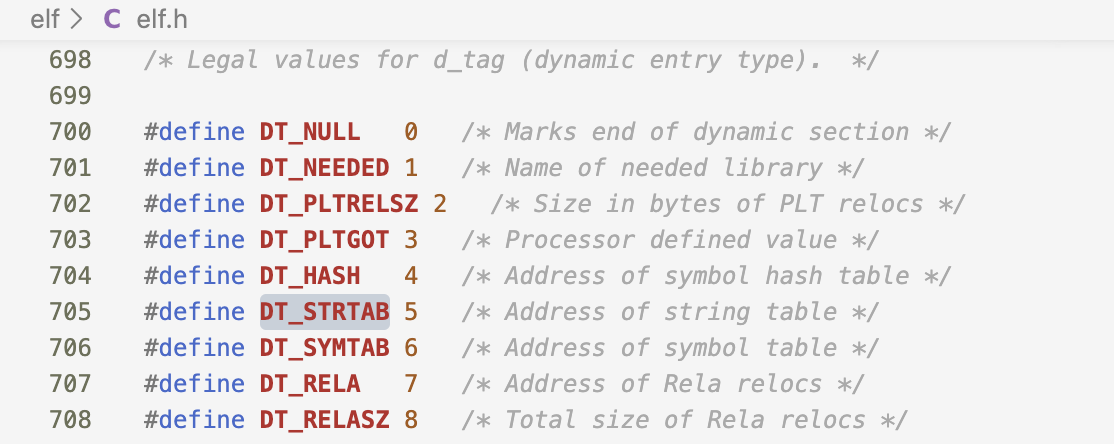 elf > C elf.h
698 /* Legal values for d_tag (dynamic entry type).  */
699
700 #define DT_NULL   0   /* Marks end of dynamic section */
701 #define DT_NEEDED 1   /* Name of needed library */
702 #define DT_PLTRELSZ 2   /* Size in bytes of PLT relocs */
703 #define DT_PLTGOT 3   /* Processor defined value */
704 #define DT_HASH   4   /* Address of symbol hash table */
705 #define DT_STRTAB 5   /* Address of string table */
706 #define DT_SYMTAB 6   /* Address of symbol table */
707 #define DT_RELA   7   /* Address of Rela relocs */
708 #define DT_RELASZ 8   /* Total size of Rela relocs */